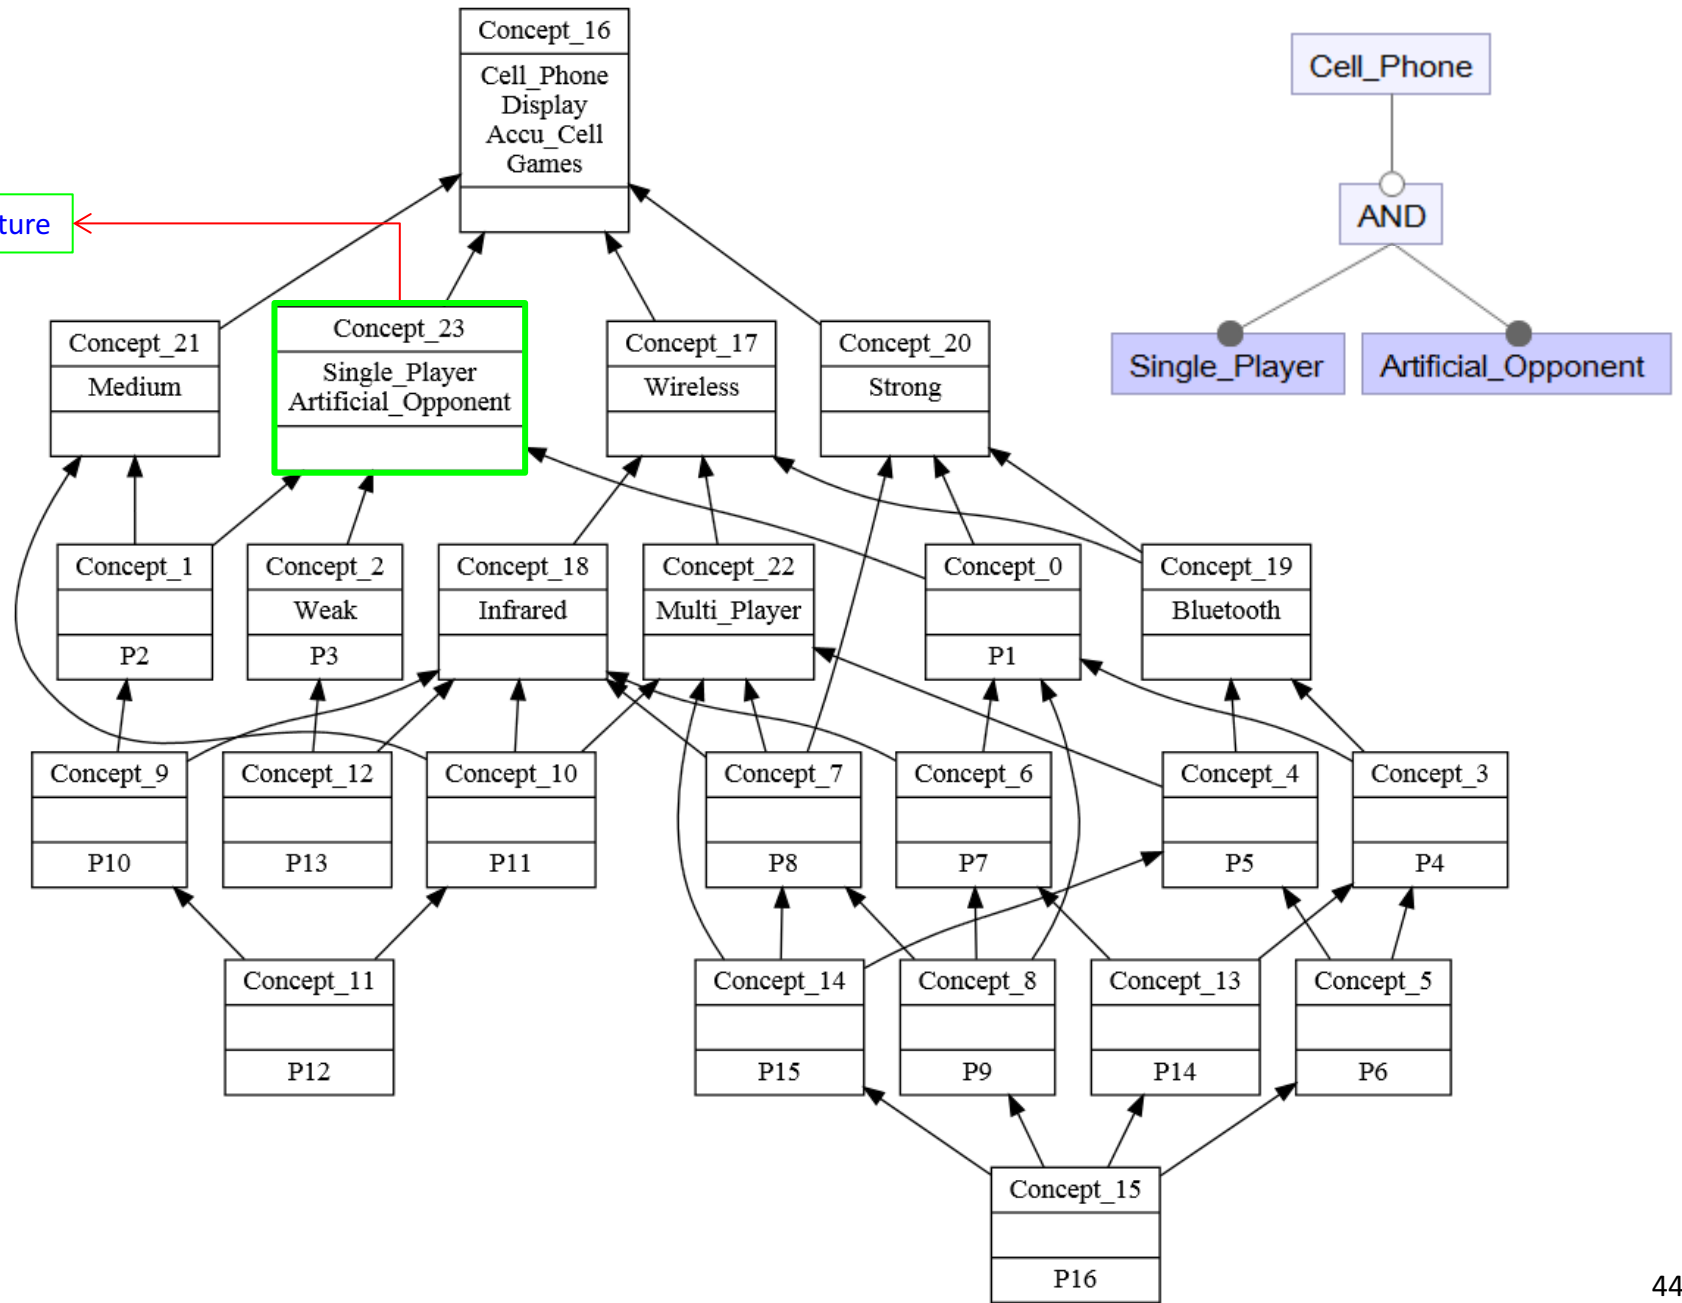 Concept_16
Cell_Phone
Display
Accu_Cell
Games
Cell_Phone
AND
Single_Player
Artificial_Opponent
ture
Concept_21
Medium
Concept_23
Single_Player
Artificial_Opponent
Concept_17
Wireless
Concept_20
Strong
Concept_1
P2
Concept_2
Weak
P3
Concept_18
Infrared
Concept_22
Multi_Player
Concept_0
P1
Concept_19
Bluetooth
Concept_9
P10
Concept_12
P13
Concept_10
P11
Concept_7
P8
Concept_6
P7
Concept_4
P5
Concept_3
P4
Concept_11
P12
Concept_14
P15
Concept_8
P9
Concept_13
P14
Concept_5
P6
Concept_15
P16
44